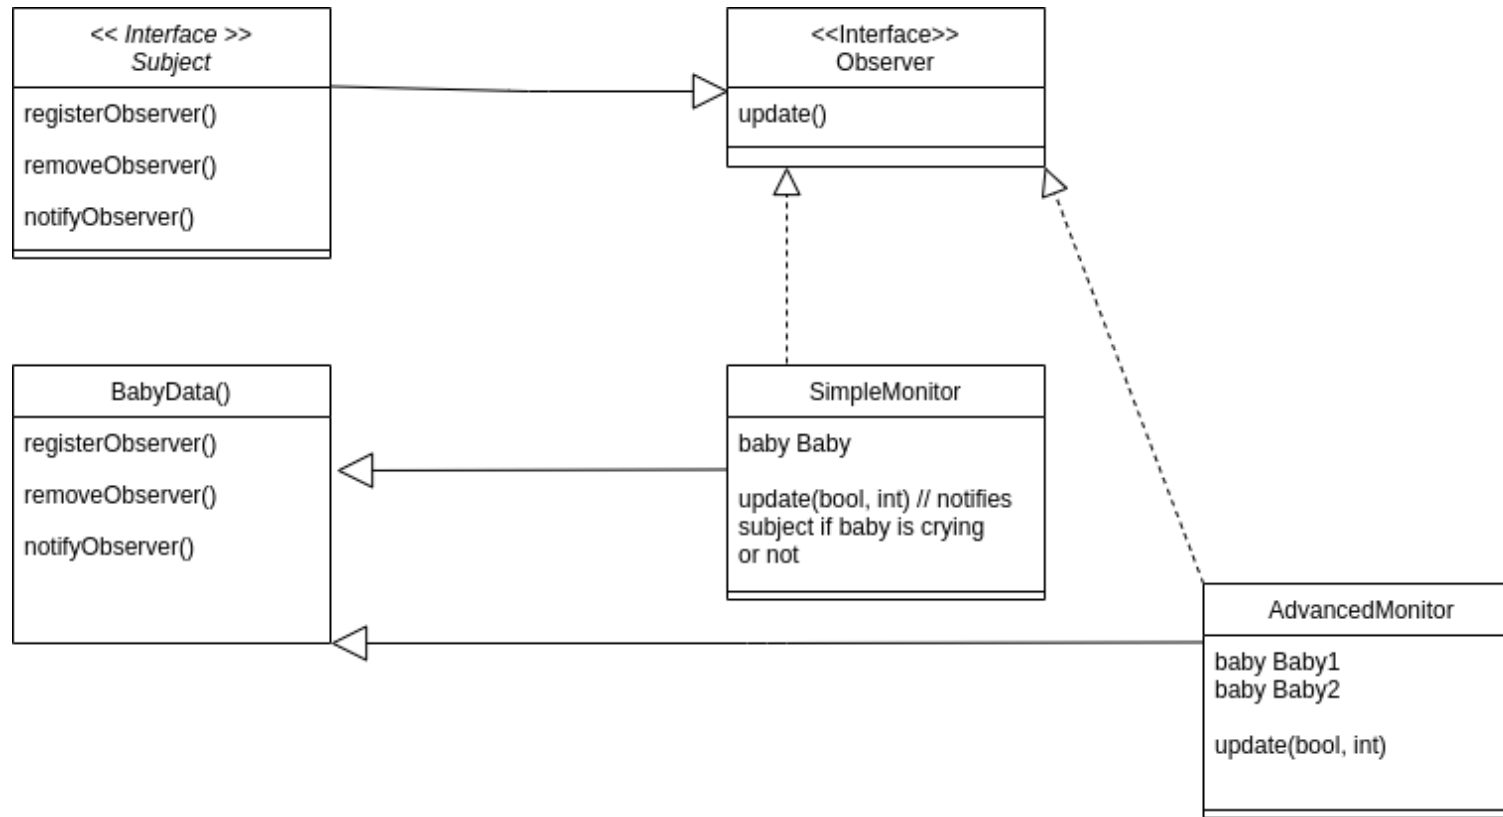 << Interface >>
Subject
registerObserver()
removeObserver()
notifyObserver()
<<Interface>>
Observer
update()
BabyData()
registerObserver()
removeObserver()
notifyObserver()
SimpleMonitor
baby Baby
update(bool, int) // notifies
subject if baby is crying
or not
AdvancedMonitor
baby Baby1
baby Baby2
update(bool, int)